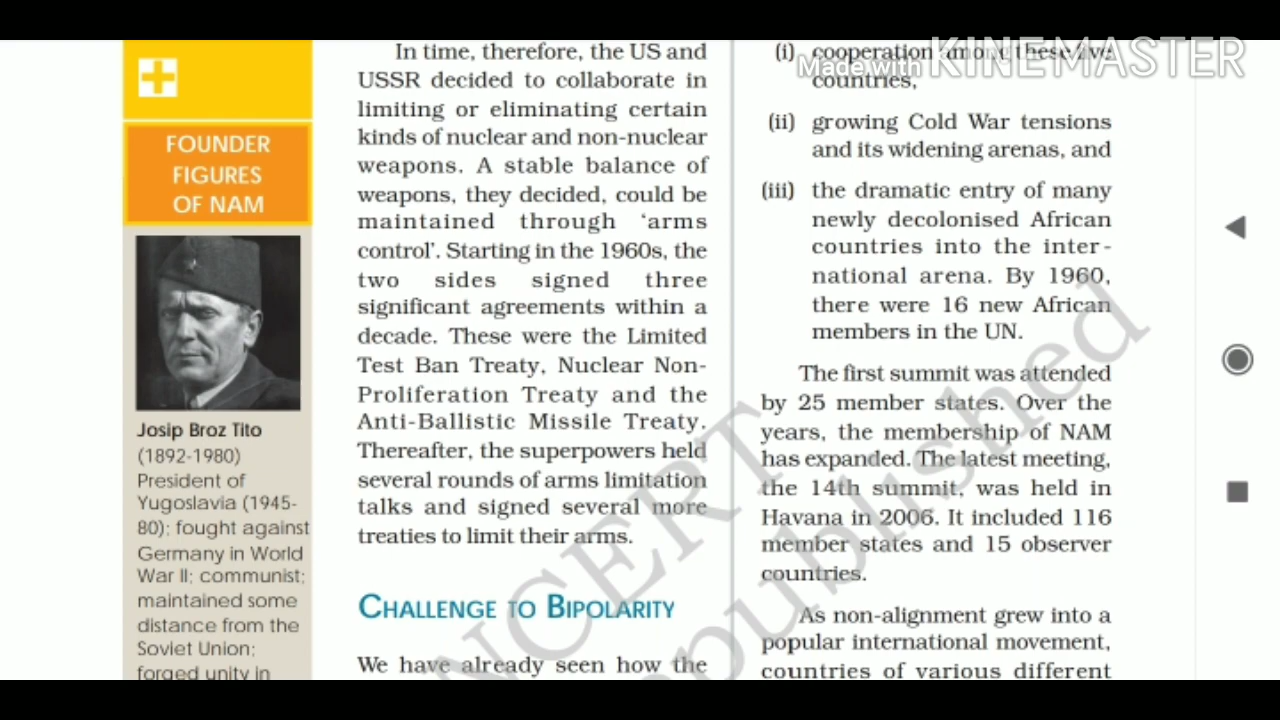 FOUNDER
FIGURES
OF NAM
Josip Broz Tito
(1892-1980)
President of
Yugoslavia (1945-
80); fought against
Germany in World
War II; communist;
maintained some
distance from the
Soviet Union;
forged unity in
In time, therefore, the US and
USSR decided to collaborate in
limiting or eliminating certain
kinds of nuclear and non-nuclear
weapons. A stable balance of
weapons, they decided, could be
maintained through ‘arms
control’. Starting in the 1960s, the
two sides signed three
significant agreements within a
decade. These were the Limited
Test Ban Treaty, Nuclear Non-
Proliferation Treaty and the
Anti-Ballistic Missile Treaty.
Thereafter, the superpowers held
several rounds of arms limitation
talks and signed several more
treaties to limit their arms.
CHALLENGE TO BIPOLARITY
We have already seen how the
Made with KINEMASTER
(i) cooperation among these five
countries,
(ii) growing Cold War tensions
and its widening arenas, and
(iii) the dramatic entry of many
newly decolonised African
countries into the inter-
national arena. By 1960,
there were 16 new African
members in the UN.
The first summit was attended
by 25 member states. Over the
years, the membership of NAM
has expanded. The latest meeting,
the 14th summit, was held in
Havana in 2006. It included 116
member states and 15 observer
countries.
As non-alignment grew into a
popular international movement,
countries of various different
NCERT
published